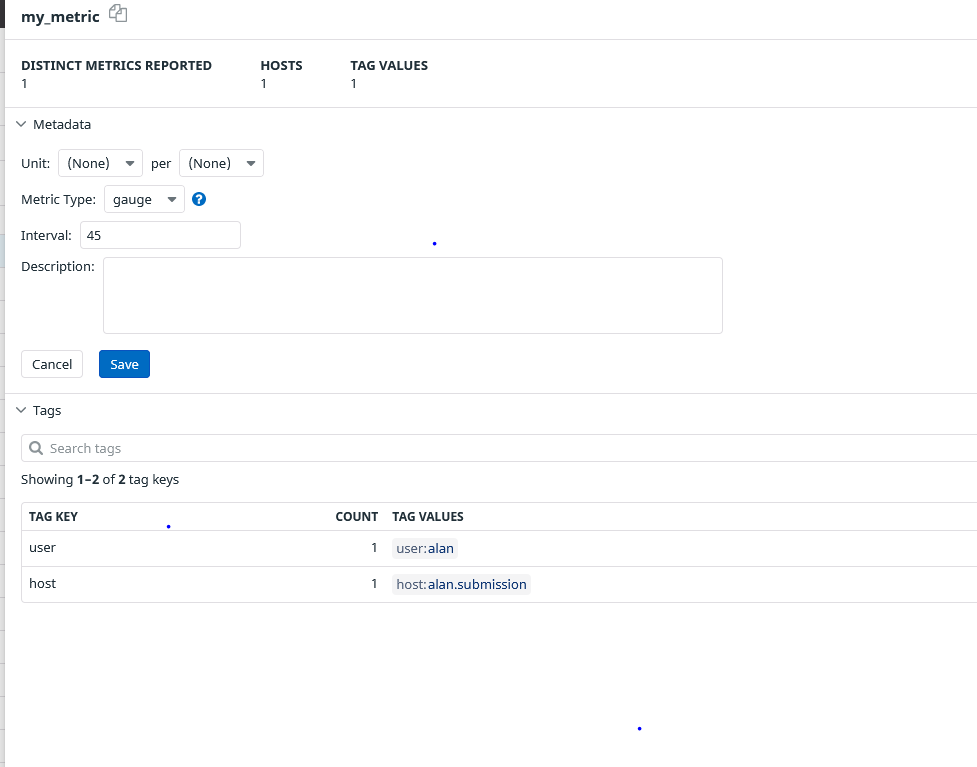 my_metric
DISTINCT METRICS REPORTED HOSTS TAG VALUES
1 1 1
Metadata
Unit: (None) per (None)
Metric Type: gauge ?
Interval: 45
Description:
Cancel Save
Tags
Search tags
Showing 1–2 of 2 tag keys
TAG KEY COUNT TAG VALUES
user 1 user:alan
host 1 host:alan.submission